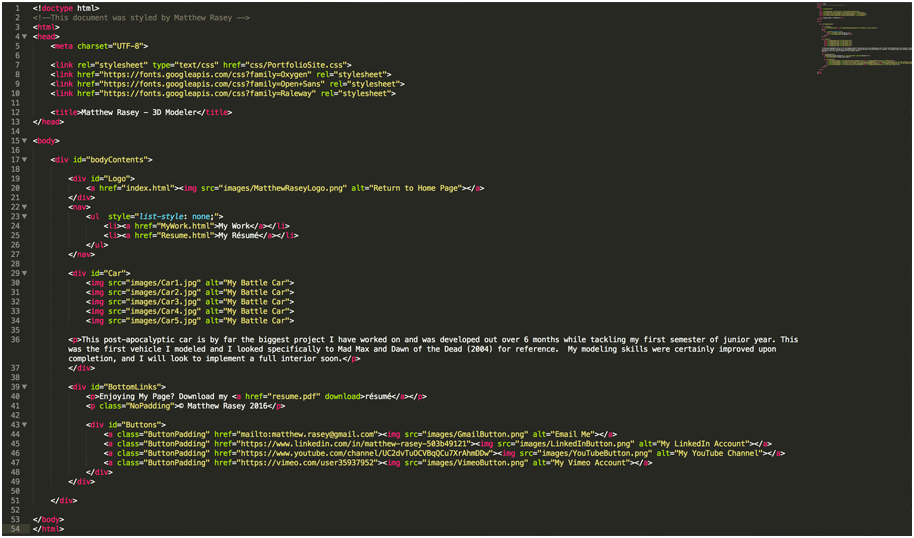 1 <!doctype html>
2 <!--This document was styled by Matthew Rasey -->
3 <html>
4 <head>
5 <meta charset="UTF-8">
6
7 <link rel="stylesheet" type="text/css" href="css/PortfolioSite.css">
8 <link href="https://fonts.googleapis.com/css?family=Oxygen" rel="stylesheet">
9 <link href="https://fonts.googleapis.com/css?family=Open+Sans" rel="stylesheet">
10 <link href="https://fonts.googleapis.com/css?family=Raleway" rel="stylesheet">
11
12 <title>Matthew Rasey - 3D Modeler</title>
13 </head>
14
15 <body>
16
17 <div id="bodyContents">
18
19 <div id="Logo">
20 <a href="index.html"><img src="images/MatthewRaseyLogo.png" alt="Return to Home Page"></a>
21 </div>
22 <nav>
23 <ul  style="list-style: none;">
24 <li><a href="MyWork.html">My Work</a></li>
25 <li><a href="Resume.html">My Résumé</a></li>
26 </ul>
27 </nav>
28
29 <div id="Car">
30 <img src="images/Car1.jpg" alt="My Battle Car">
31 <img src="images/Car2.jpg" alt="My Battle Car">
32 <img src="images/Car3.jpg" alt="My Battle Car">
33 <img src="images/Car4.jpg" alt="My Battle Car">
34 <img src="images/Car5.jpg" alt="My Battle Car">
35
36 <p>This post-apocalyptic car is by far the biggest project I have worked on and was developed out over 6 months while tackling my first semester of junior year. This
was the first vehicle I modeled and I looked specifically to Mad Max and Dawn of the Dead (2004) for reference.  My modeling skills were certainly improved upon
completion, and I will look to implement a full interior soon.</p>
37 </div>
38
39 <div id="BottomLinks">
40 <p>Enjoying My Page? Download my <a href="resume.pdf" download>résumé</a></p>
41 <p class="NoPadding">© Matthew Rasey 2016</p>
42
43 <div id="Buttons">
44 <a class="ButtonPadding" href="mailto:matthew.rasey@gmail.com"><img src="images/GmailButton.png" alt="Email Me"></a>
45 <a class="ButtonPadding" href="https://www.linkedin.com/in/matthew-rasey-503b49121"><img src="images/LinkedInButton.png" alt="My LinkedIn Account"></a>
46 <a class="ButtonPadding" href="https://www.youtube.com/channel/UC2dvTuOCVBqQCu7XrAhmDDw"><img src="images/YouTubeButton.png" alt="My YouTube Channel"></a>
47 <a class="ButtonPadding" href="https://vimeo.com/user35937952"><img src="images/VimeoButton.png" alt="My Vimeo Account"></a>
48 </div>
49 </div>
50
51 </div>
52
53 </body>
54 </html>